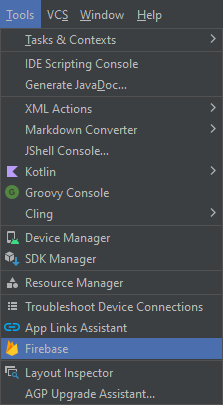 Tools VCS Window Help
Tasks & Contexts
IDE Scripting Console
Generate JavaDoc...
XML Actions
Markdown Converter
JShell Console...
Kotlin
Groovy Console
Cling
Device Manager
SDK Manager
Resource Manager
Troubleshoot Device Connections
App Links Assistant
Firebase
Layout Inspector
AGP Upgrade Assistant...